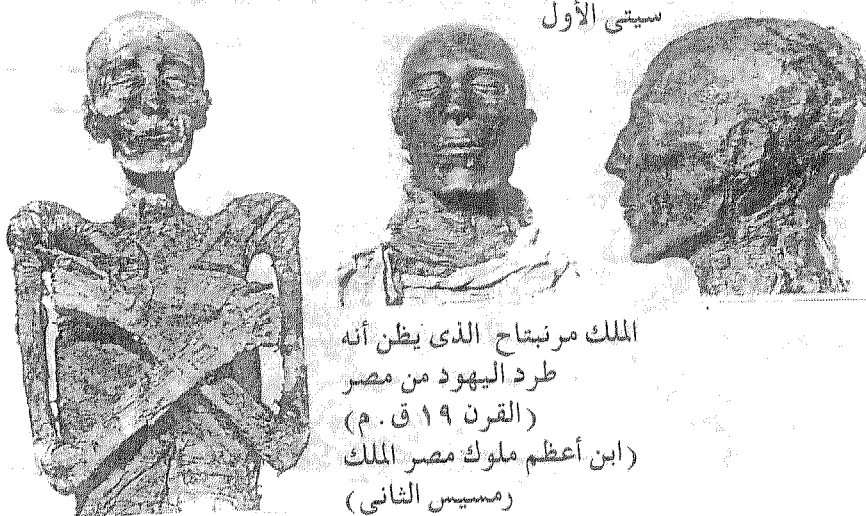 سيتى الأول
الملك مرنبتاح الذى يظن أنه
طرد اليهود من مصر
(القرن ١٩ ق.م)
(ابن أعظم ملوك مصر الملك
رمسيس الثانى)